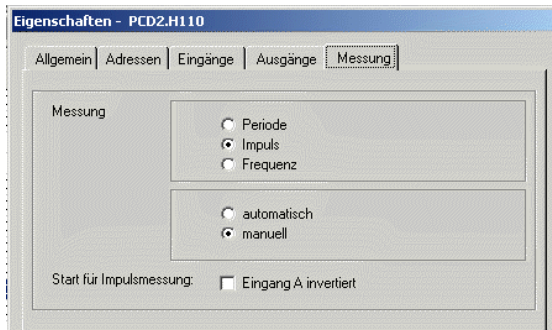 Eigenschaften - PCD2.H110
Allgemein Adressen Eingänge Ausgänge Messung
Messung
Periode
Impuls
Frequenz
automatisch
manuell
Start für Impulsmessung: Eingang A invertiert